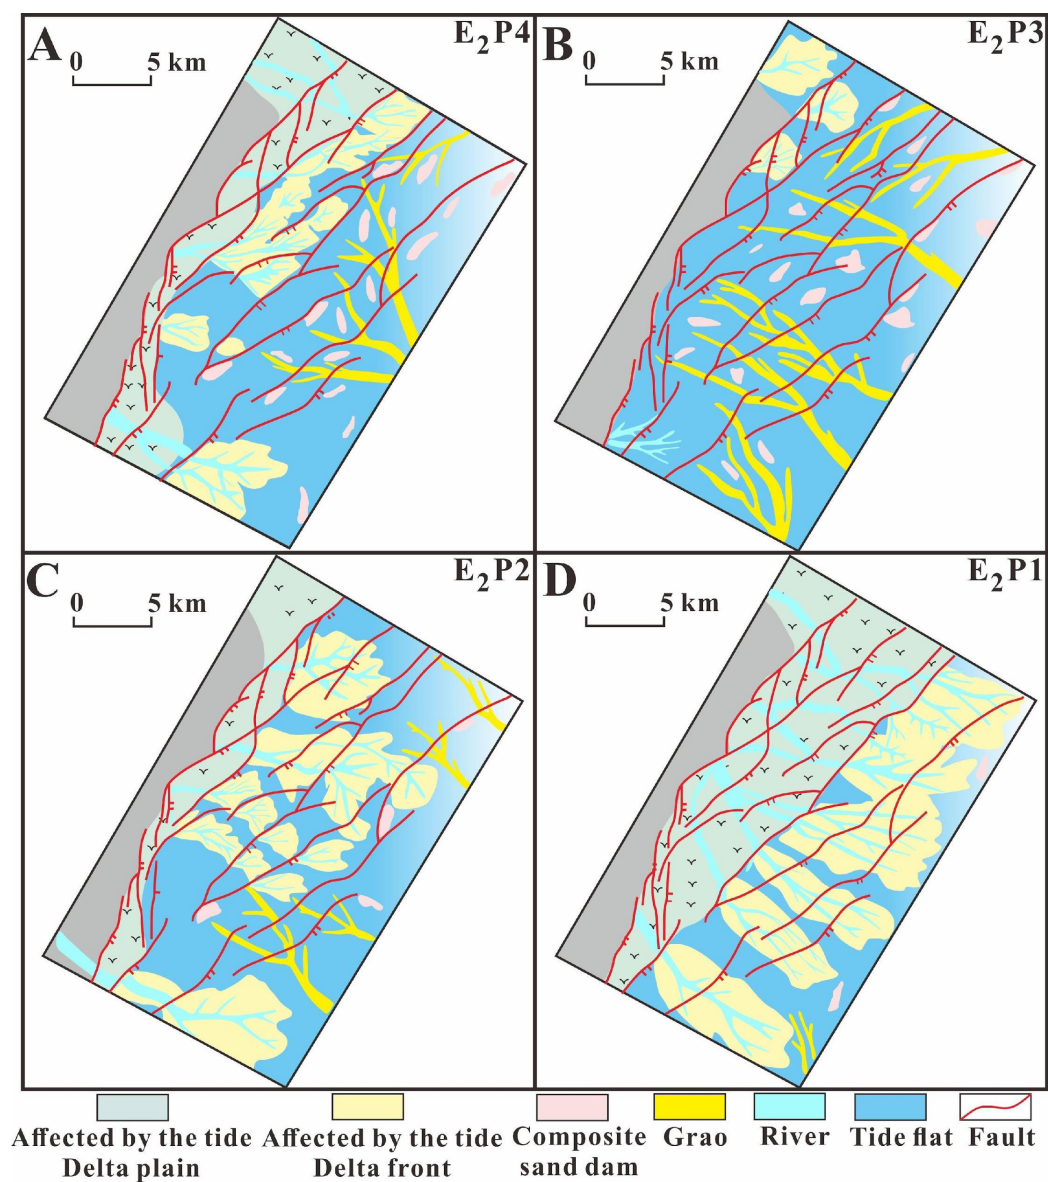 A
E₂P4
0 5 km
B
E₂P3
0 5 km
C
E₂P2
0 5 km
D
E₂P1
0 5 km
Affected by the tide
Delta plain
Affected by the tide
Delta front
Composite
sand dam
Grao
River
Tide flat
Fault